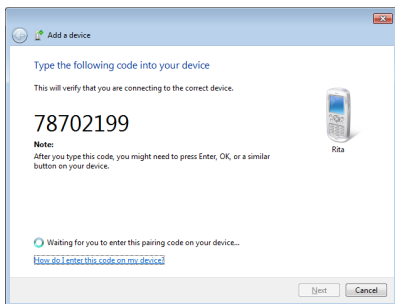 Add a device
Type the following code into your device
This will verify that you are connecting to the correct device.
78702199
Note:
After you type this code, you might need to press Enter, OK, or a similar
button on your device.
Rita
Waiting for you to enter this pairing code on your device...
How do I enter this code on my device?
Next
Cancel